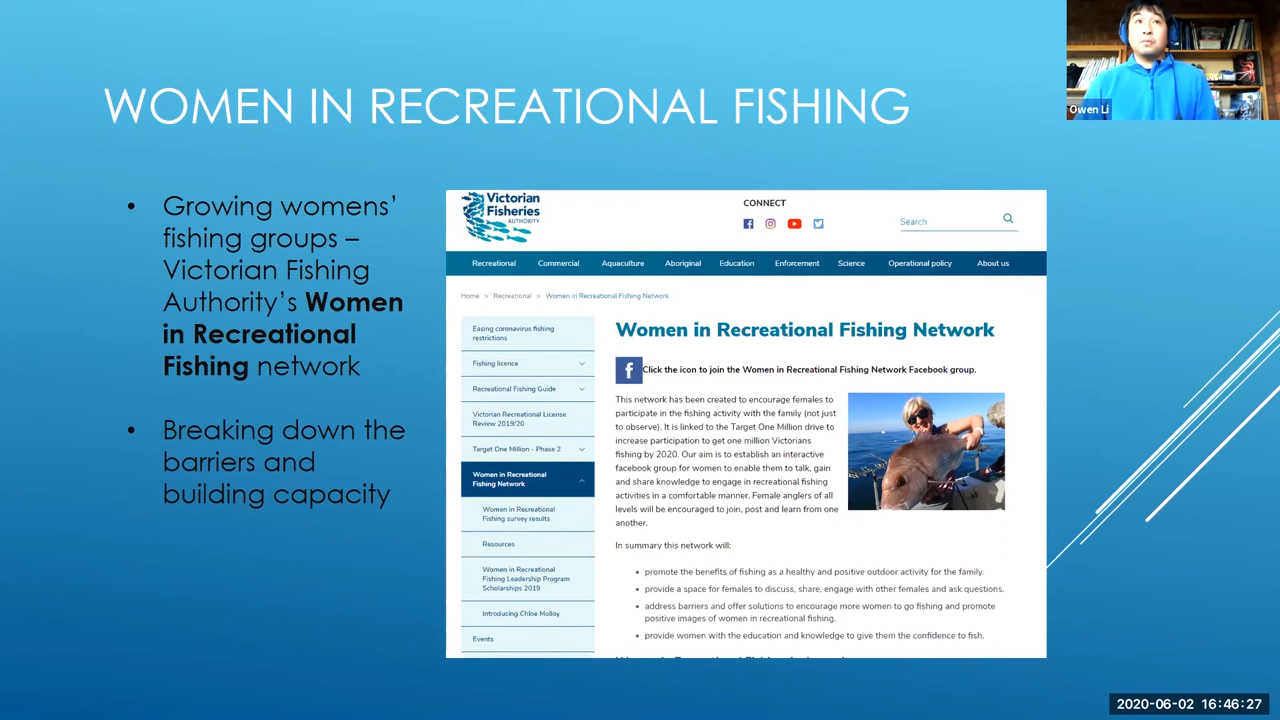 WOMEN IN RECREATIONAL FISHING
Owen Li
• Growing womens’
fishing groups –
Victorian Fishing
Authority’s Women
in Recreational
Fishing network
• Breaking down the
barriers and
building capacity
Victorian
Fisheries
AUTHORITY
CONNECT
Search
Recreational Commercial Aquaculture Aboriginal Education Enforcement Science Operational policy About us
Home > Recreational > Women in Recreational Fishing Network
Easing coronavirus fishing
restrictions
Fishing licence
Recreational Fishing Guide
Victorian Recreational License
Review 2019/20
Target One Million - Phase 2
Women in Recreational
Fishing Network
Women in Recreational
Fishing survey results
Resources
Women in Recreational
Fishing Leadership Program
Scholarships 2019
Introducing Chloe Molloy
Events
Women in Recreational Fishing Network
Click the icon to join the Women in Recreational Fishing Network Facebook group.
This network has been created to encourage females to
participate in the fishing activity with the family (not just
to observe). It is linked to the Target One Million drive to
increase participation to get one million Victorians
fishing by 2020. Our aim is to establish an interactive
facebook group for women to enable them to talk, gain
and share knowledge to engage in recreational fishing
activities in a comfortable manner. Female anglers of all
levels will be encouraged to join, post and learn from one
another.
In summary this network will:
• promote the benefits of fishing as a healthy and positive outdoor activity for the family.
• provide a space for females to discuss, share, engage with other females and ask questions.
• address barriers and offer solutions to encourage more women to go fishing and promote
positive images of women in recreational fishing.
• provide women with the education and knowledge to give them the confidence to fish.
2020-06-02 16:46:27